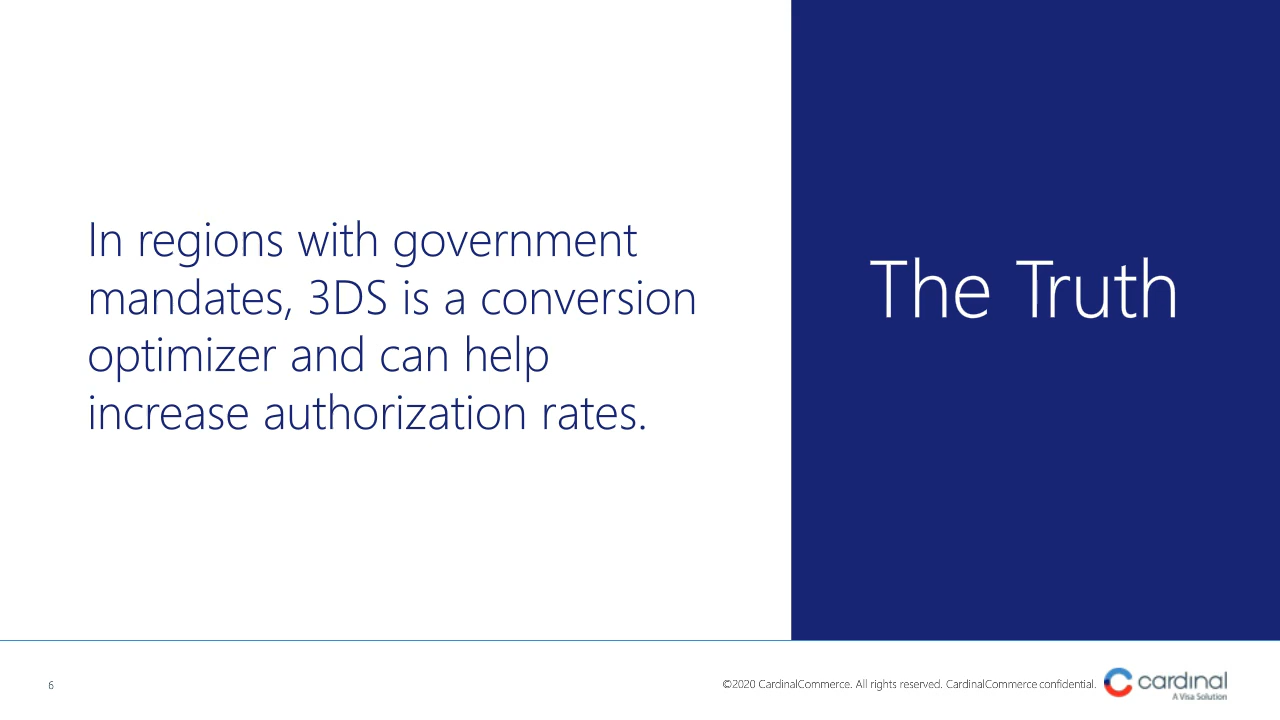 In regions with government
mandates, 3DS is a conversion
optimizer and can help
increase authorization rates.
The Truth
6
©2020 CardinalCommerce. All rights reserved. CardinalCommerce confidential.
cardinal
A Visa Solution